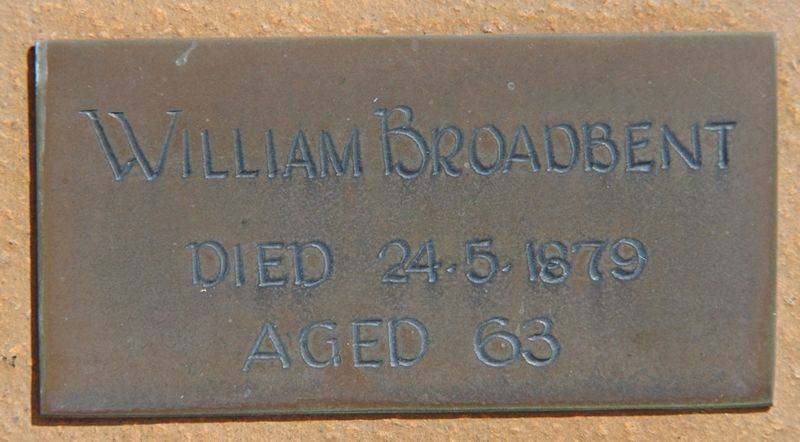 WILLIAM BROADBENT
DIED 24.5.1879
AGED 63